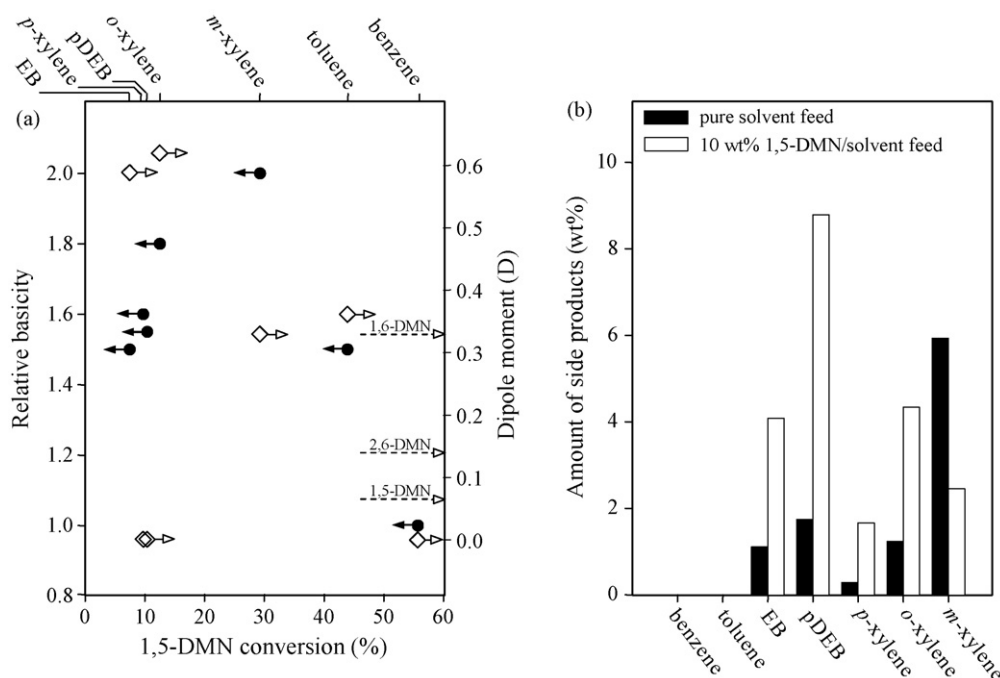 EB
p-xylene
pDEB
o-xylene
m-xylene
toluene
benzene
(a)
2.0
1.8
1.6
1.4
1.2
1.0
0.8
Relative basicity
0.6
0.5
0.4
0.3
0.2
0.1
0.0
Dipole moment (D)
1,6-DMN
2,6-DMN
1,5-DMN
0 10 20 30 40 50 60
1,5-DMN conversion (%)
(b)
pure solvent feed
10 wt% 1,5-DMN/solvent feed
10
8
6
4
2
0
Amount of side products (wt%)
benzene
toluene
EB
pDEB
p-xylene
o-xylene
m-xylene